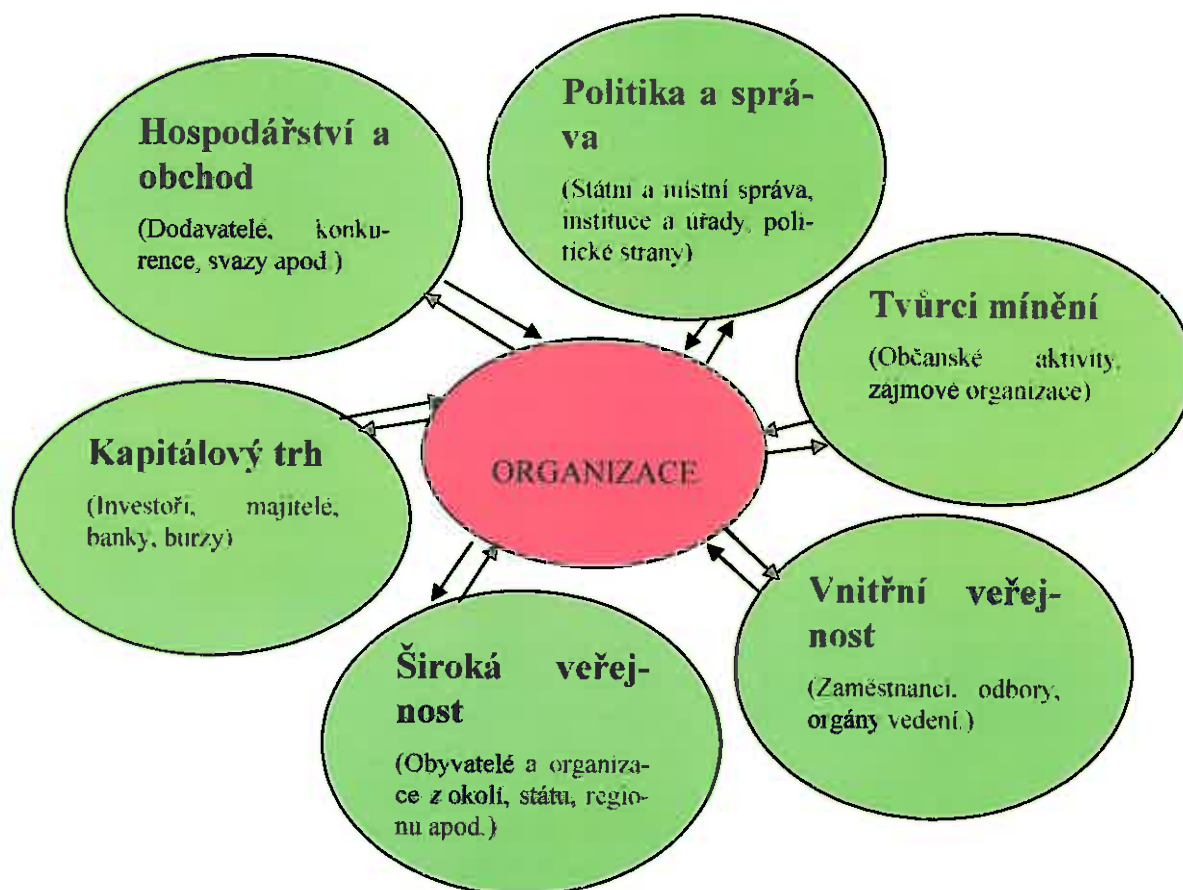 Hospodářství a
obchod
(Dodavatelé, konku-
rence, svazy apod.)
Politika a sprá-
va
(Státní a místní správa,
instituce a úřady, poli-
tické strany)
Tvůrci mínění
(Občanské aktivity,
zájmové organizace)
Kapitálový trh
(Investoři, majitelé,
banky, burzy)
ORGANIZACE
Vnitřní veřej-
nost
(Zaměstnanci, odbory,
orgány vedení.)
Široká veřej-
nost
(Obyvatelé a organiza-
ce z okolí, státu, regio-
nu apod.)